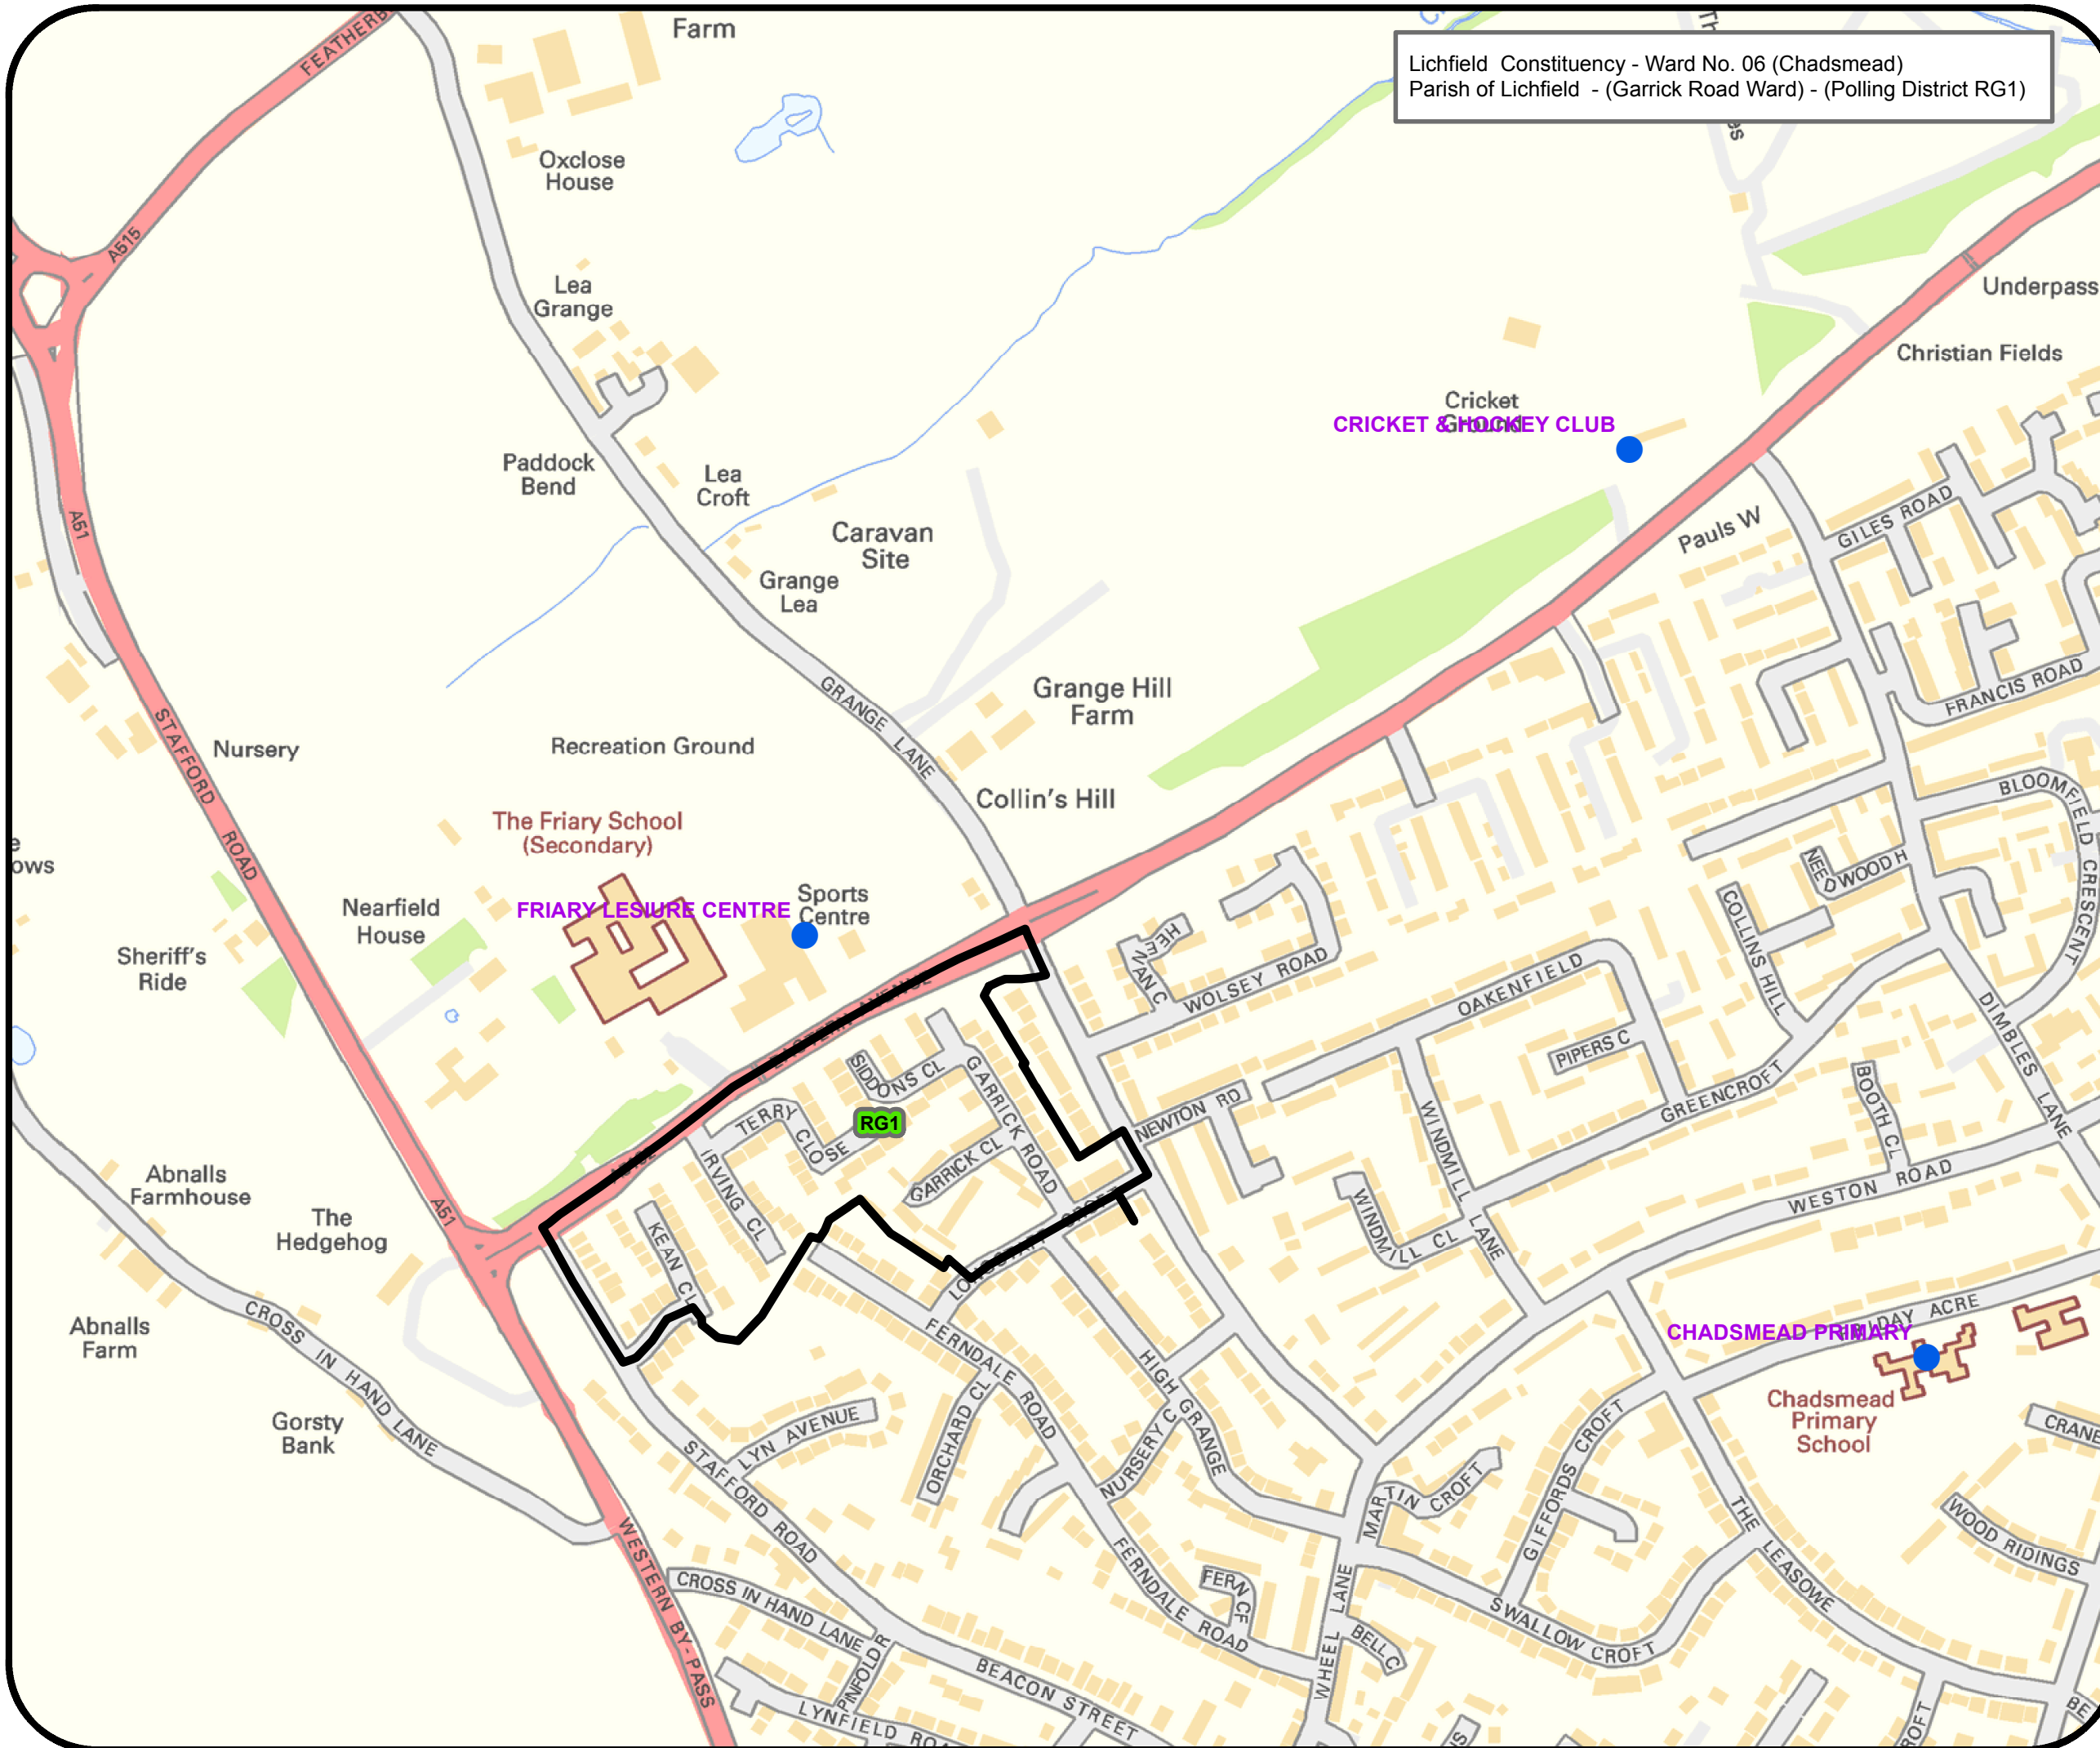 Lichfield  Constituency - Ward No. 06 (Chadsmead)
Parish of Lichfield  - (Garrick Road Ward) - (Polling District RG1)
Farm
Oxclose
House
A515
Lea
Grange
Underpass
Christian Fields
Cricket
Ground
CRICKET & HOCKEY CLUB
Paddock
Bend
Lea
Croft
A51
Caravan
Site
Pauls W
GILES ROAD
Grange
Lea
FRANCIS ROAD
Grange Hill
Farm
GRANGE LANE
STAFFORD ROAD
Nursery
Recreation Ground
Collin's Hill
BLOOMFIELD CRESCENT
The Friary School
(Secondary)
NEEDWOOD H
COLLINS HILL
Nearfield
House
FRIARY LESIURE CENTRE
Sports
Centre
Sheriff's
Ride
WOLSEY ROAD
OAKENFIELD
EASTERN AVENUE
PIPERS C
DIMBLES LANE
SIDDONS CL
GARRICK ROAD
RG1
TERRY CLOSE
IRVING CL
GARRICK CL
NEWTON RD
WINDMILL LANE
GREENCROFT
BOOTH CL
Abnalls
Farmhouse
A51
The
Hedgehog
KEAN CL
WINDMILL CL
WESTON ROAD
Abnalls
Farm
CROSS IN HAND LANE
FERNDALE ROAD
HIGH GRANGE
FRIDAY ACRE
CHADSMEAD PRIMARY
Chadsmead
Primary
School
Gorsty
Bank
LYN AVENUE
ORCHARD CL
NURSERY C
STAFFORD ROAD
MARTIN CROFT
GIFFORDS CROFT
CRANE
THE LEASOWE
WOOD RIDINGS
WESTERN BY-PASS
CROSS IN HAND LANE
FERNDALE ROAD
FERN CF
WHEEL LANE
BELL C
SWALLOW CROFT
PINFOLD R
BEACON STREET
LYNFIELD ROA